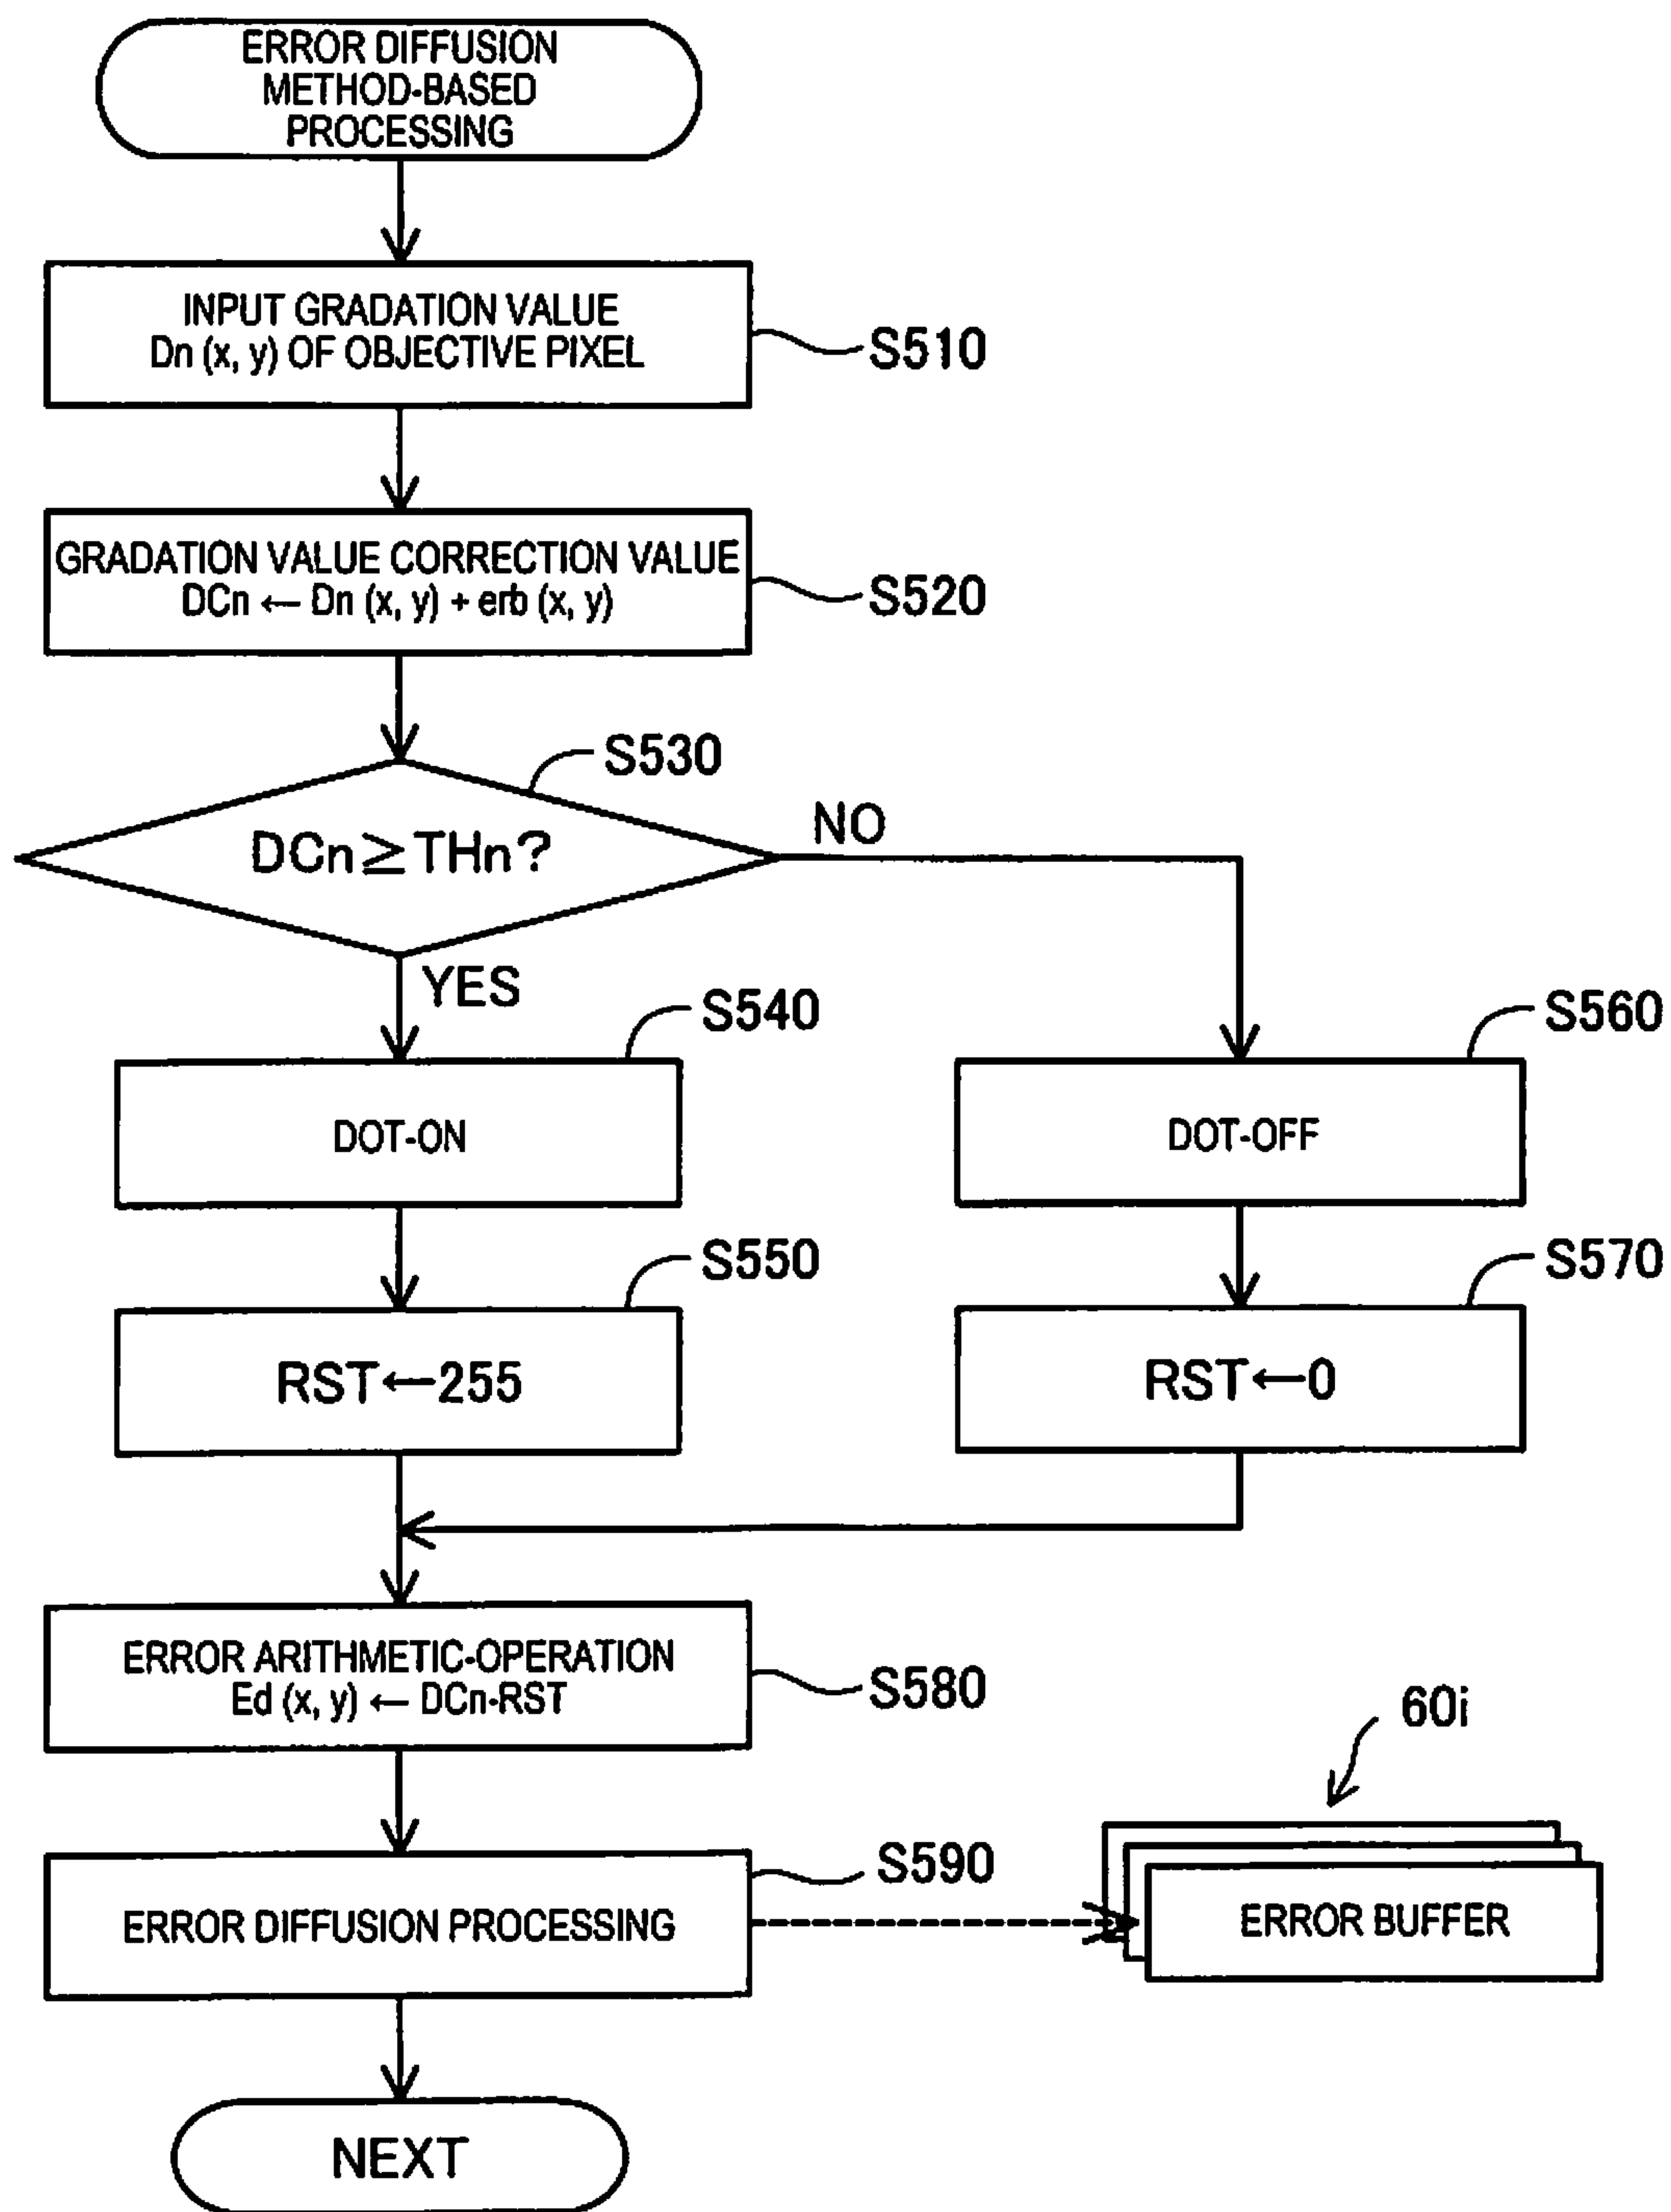 ERROR DIFFUSION
METHOD-BASED
PROCESSING
INPUT GRADATION VALUE
Dn (x, y) OF OBJECTIVE PIXEL
S510
GRADATION VALUE CORRECTION VALUE
DCn ← Dn (x, y) + erb (x, y)
S520
S530
DCn≧THn?
NO
YES
S540
DOT-ON
S560
DOT-OFF
S550
RST←255
S570
RST←0
ERROR ARITHMETIC-OPERATION
Ed (x, y) ← DCn-RST
S580
60i
ERROR DIFFUSION PROCESSING
S590
ERROR BUFFER
NEXT